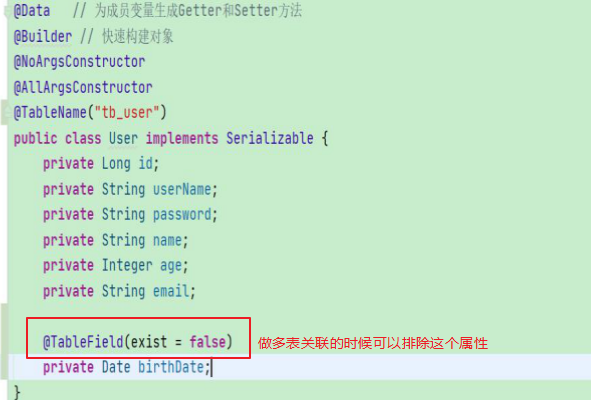 @Data // 为成员变量生成Getter和Setter方法
@Builder // 快速构建对象
@NoArgsConstructor
@AllArgsConstructor
@TableName("tb_user")
public class User implements Serializable {
private Long id;
private String userName;
private String password;
private String name;
private Integer age;
private String email;
@TableField(exist = false) 做多表关联的时候可以排除这个属性
private Date birthDate;
}